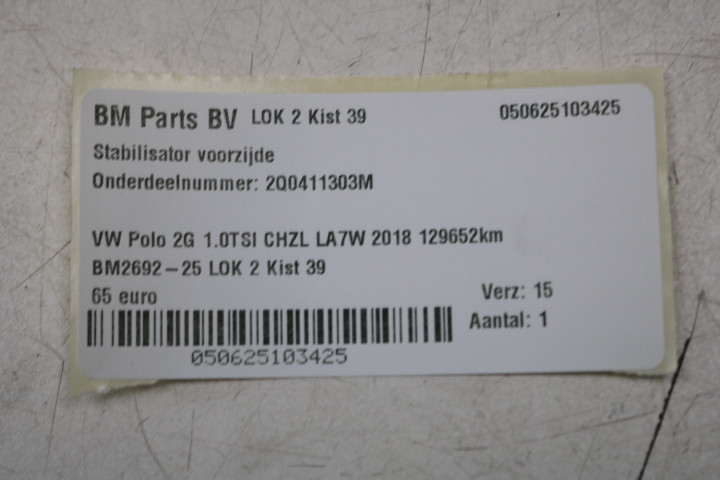 BM Parts BV LOK 2 Kist 39 050625103425
Stabilisator voorzijde
Onderdeelnummer: 2Q0411303M
VW Polo 2G 1.0TSI CHZL LA7W 2018 129652km
BM2692-25 LOK 2 Kist 39
65 euro Verz: 15
Aantal: 1
050625103425